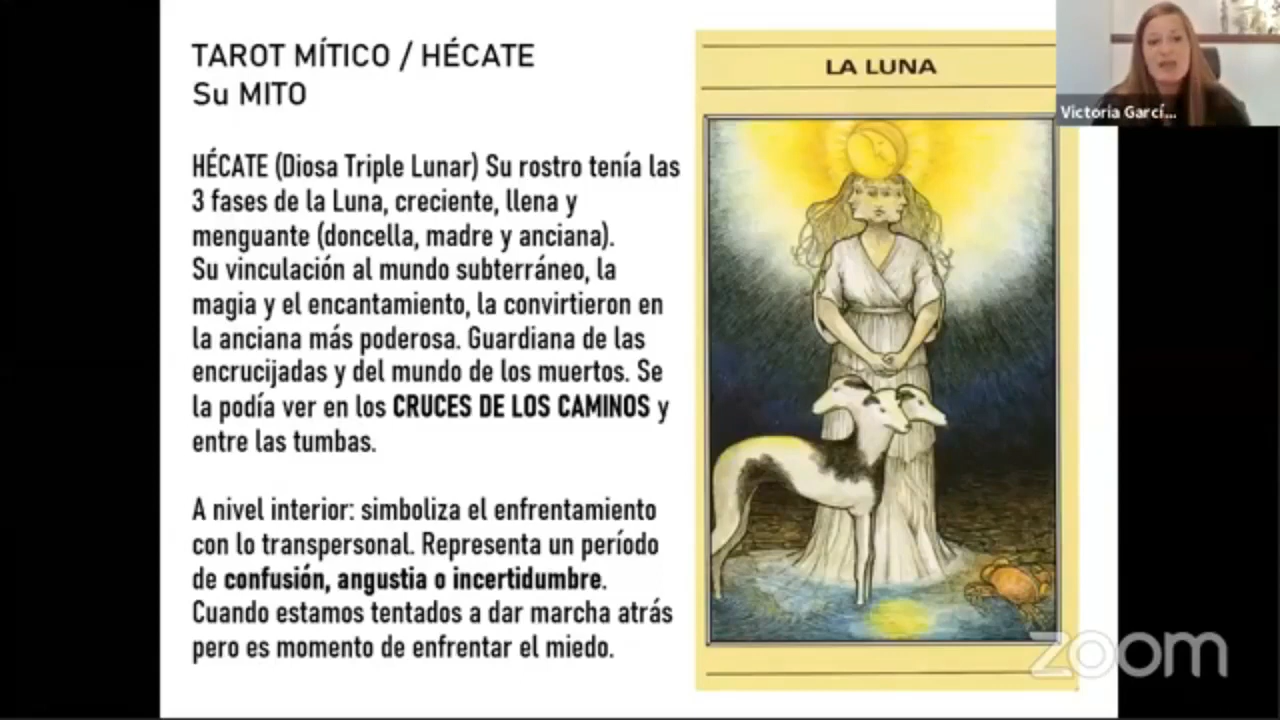 TAROT MÍTICO / HÉCATE
Su MITO
HÉCATE (Diosa Triple Lunar) Su rostro tenía las
3 fases de la Luna, creciente, llena y
menguante (doncella, madre y anciana).
Su vinculación al mundo subterráneo, la
magia y el encantamiento, la convirtieron en
la anciana más poderosa. Guardiana de las
encrucijadas y del mundo de los muertos. Se
la podía ver en los CRUCES DE LOS CAMINOS y
entre las tumbas.
A nivel interior: simboliza el enfrentamiento
con lo transpersonal. Representa un período
de confusión, angustia o incertidumbre.
Cuando estamos tentados a dar marcha atrás
pero es momento de enfrentar el miedo.
LA LUNA
Victoria Garcí...
zoom